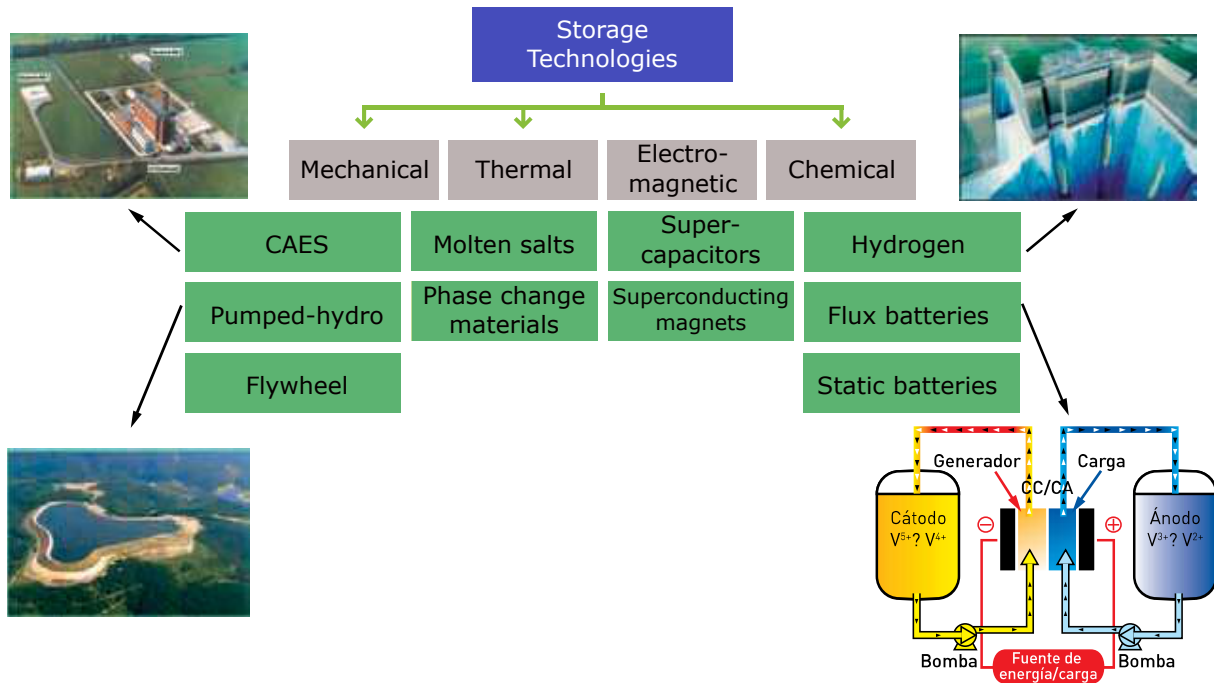 Storage
Technologies
Mechanical
Thermal
Electro-
magnetic
Chemical
CAES
Molten salts
Super-
capacitors
Hydrogen
Pumped-hydro
Phase change
materials
Superconducting
magnets
Flux batteries
Flywheel
Static batteries
Generador
Carga
CC/CA
Cátodo
V⁵⁺? V⁴⁺
Ánodo
V³⁺? V²⁺
Bomba
Bomba
Fuente de
energía/carga